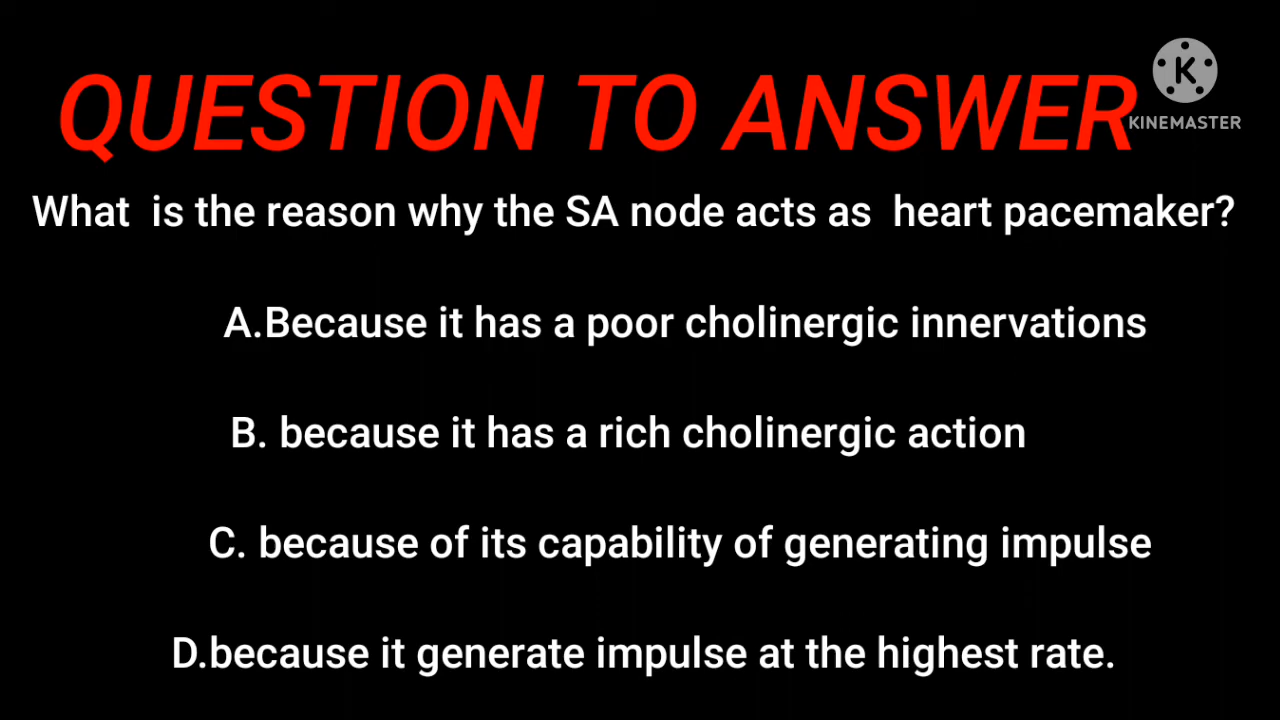 QUESTION TO ANSWER
K
KINEMASTER
What is the reason why the SA node acts as heart pacemaker?
A.Because it has a poor cholinergic innervations
B. because it has a rich cholinergic action
C. because of its capability of generating impulse
D.because it generate impulse at the highest rate.